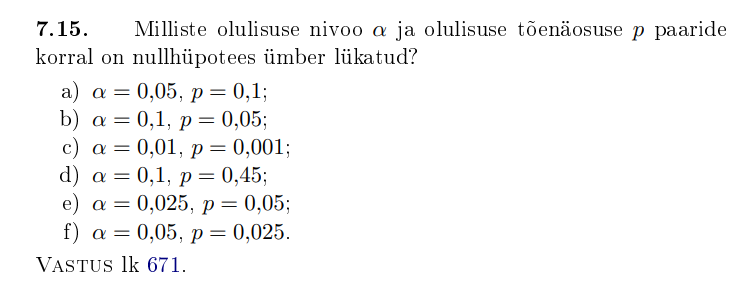 7.15. Milliste olulisuse nivoo α ja olulisuse tõenäosuse p paaride
korral on nullhüpotees ümber lükatud?
a) α = 0,05, p = 0,1;
b) α = 0,1, p = 0,05;
c) α = 0,01, p = 0,001;
d) α = 0,1, p = 0,45;
e) α = 0,025, p = 0,05;
f) α = 0,05, p = 0,025.
VASTUS lk 671.